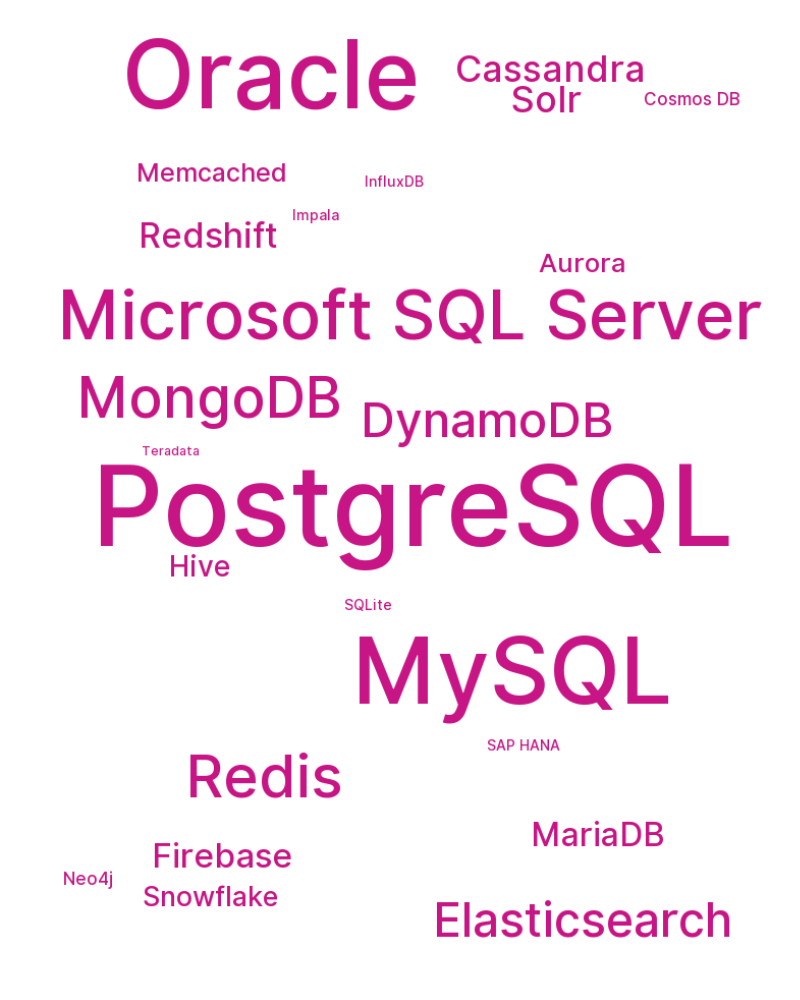 Oracle
Cassandra
Solr
Cosmos DB
Memcached
InfluxDB
Impala
Redshift
Aurora
Microsoft SQL Server
MongoDB
DynamoDB
Teradata
PostgreSQL
Hive
SQLite
MySQL
SAP HANA
Redis
MariaDB
Firebase
Neo4j
Snowflake
Elasticsearch